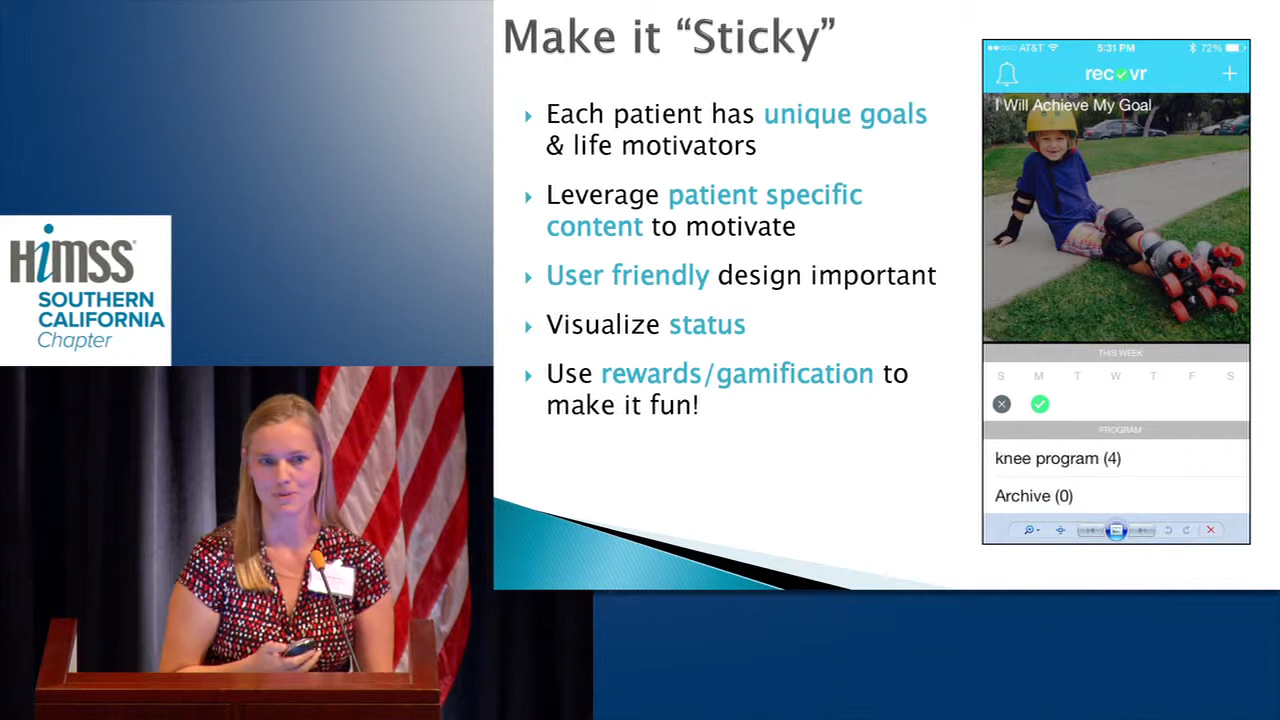 Make it “Sticky”
Each patient has unique goals
& life motivators
Leverage patient specific
content to motivate
User friendly design important
Visualize status
Use rewards/gamification to
make it fun!
HiMSS®
SOUTHERN
CALIFORNIA
Chapter
AT&T 5:31 PM 72%
recvr
I Will Achieve My Goal
THIS WEEK
S M T W T F S
PROGRAM
knee program (4)
Archive (0)